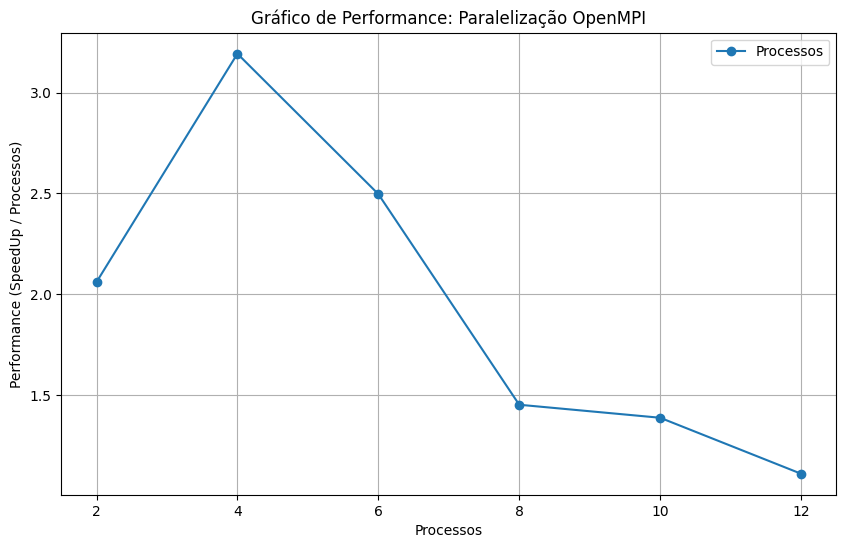 Gráfico de Performance: Paralelização OpenMPI
Processos
Performance (SpeedUp / Processos)
3.0
2.5
2.0
1.5
2 4 6 8 10 12
Processos